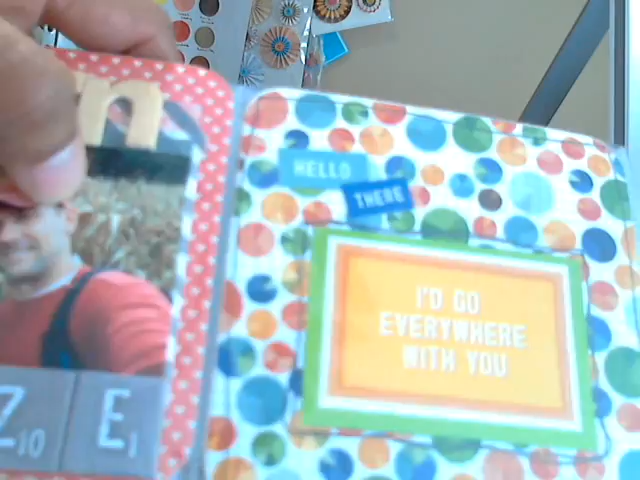 n
Z10
E1
HELLO
THERE
I'D GO
EVERYWHERE
WITH YOU